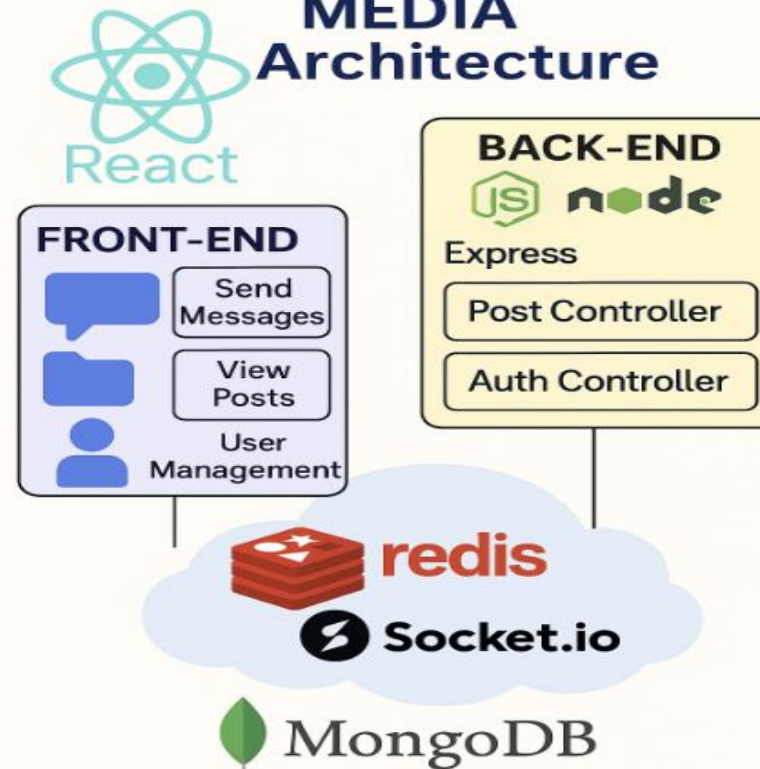 MEDIA
Architecture
React
FRONT-END
Send
Messages
View
Posts
User
Management
BACK-END
JS node
Express
Post Controller
Auth Controller
redis
Socket.io
MongoDB